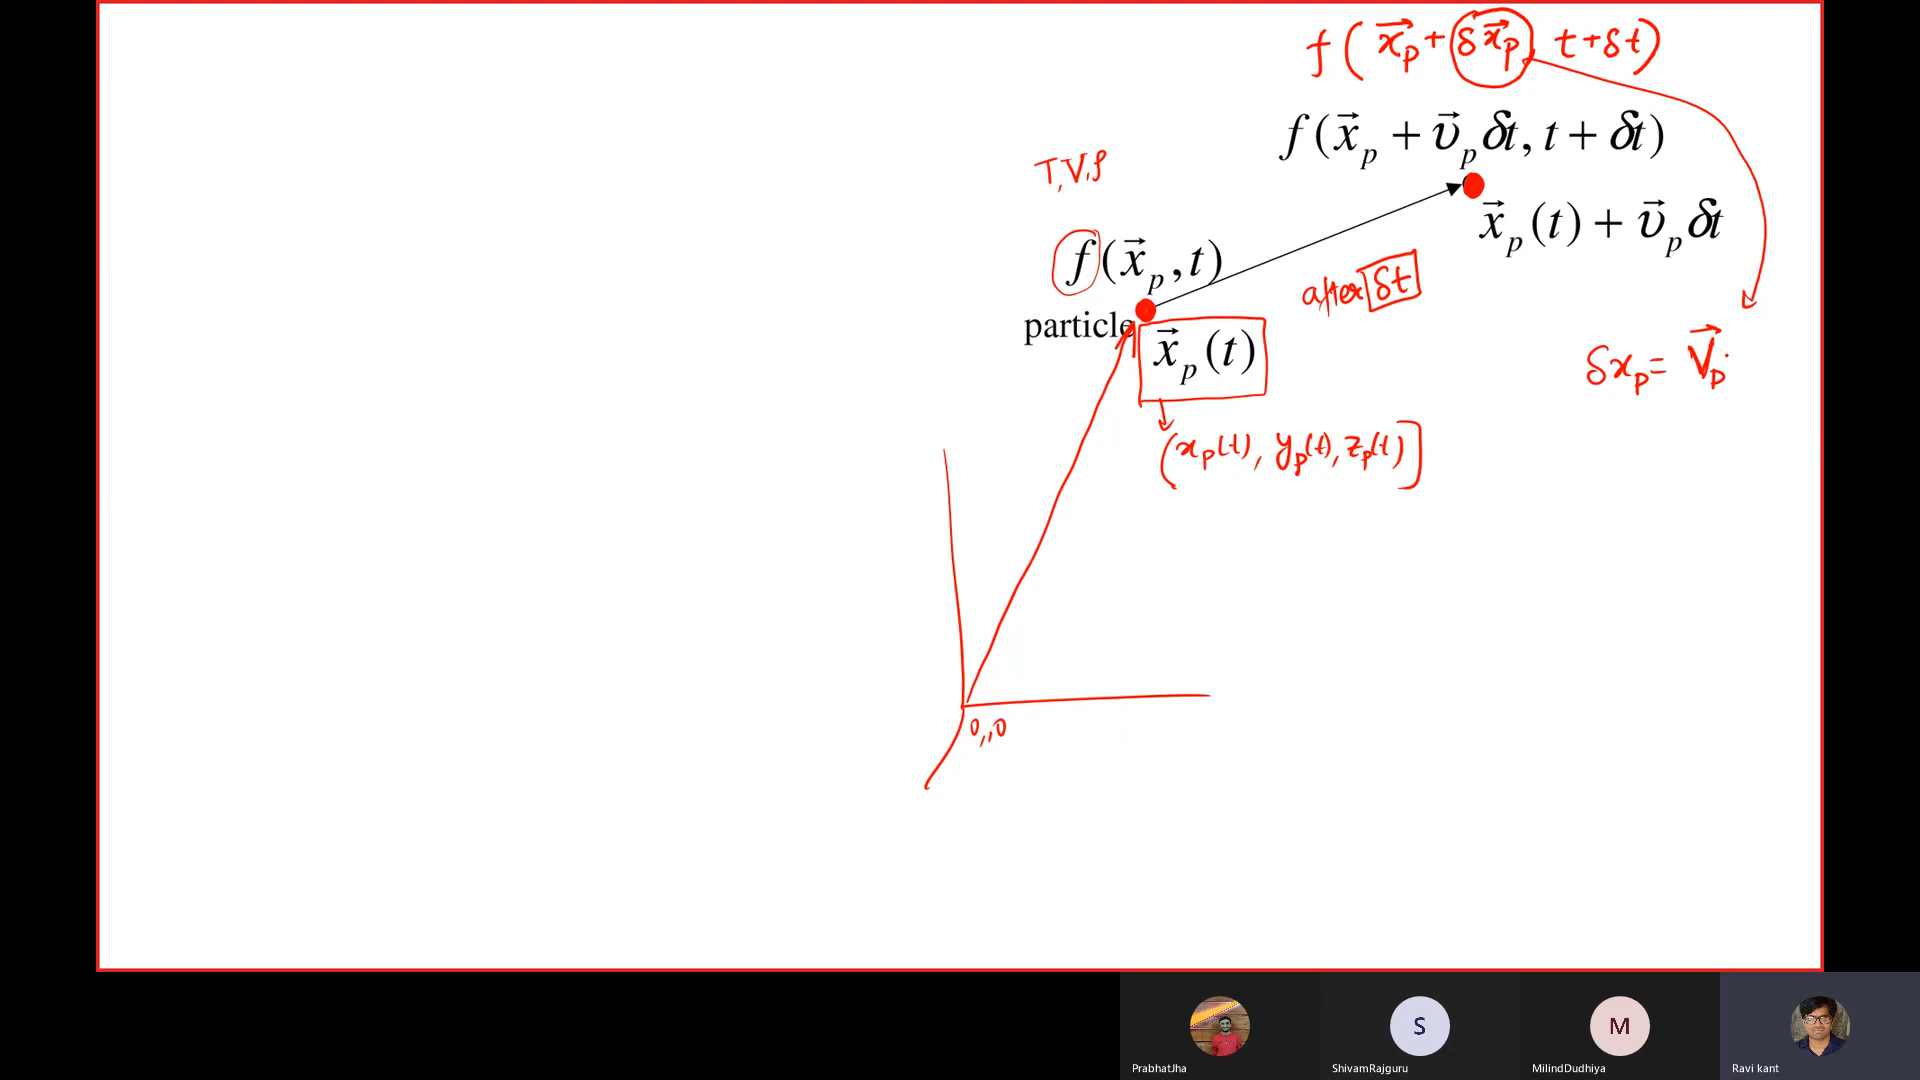 f(x⃗p+δx⃗p t+δt)
f(x⃗p + υ⃗pδt, t + δt)
T,V,ρ
x⃗p(t) + υ⃗pδt
f(x⃗p, t)
after δt
particle
x⃗p(t)
δxp= V⃗p
(xp(t), yp(t), zp(t)]
0,,0
S
M
PrabhatJha
ShivamRajguru
MilindDudhiya
Ravi kant